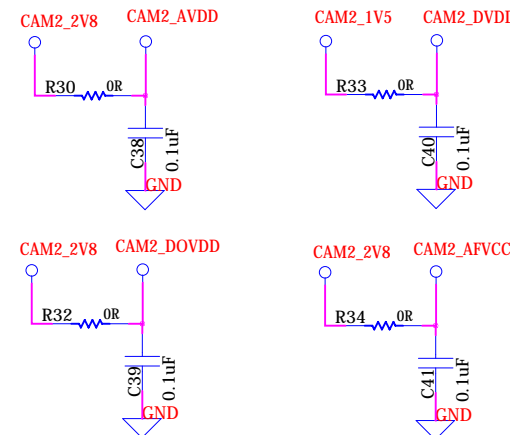 CAM2_2V8 CAM2_AVDD
R30 0R
C38 0.1uF
GND
CAM2_1V5 CAM2_DVDD
R33 0R
C40 0.1uF
GND
CAM2_2V8 CAM2_DOVDD
R32 0R
C39 0.1uF
GND
CAM2_2V8 CAM2_AFVCC
R34 0R
C41 0.1uF
GND